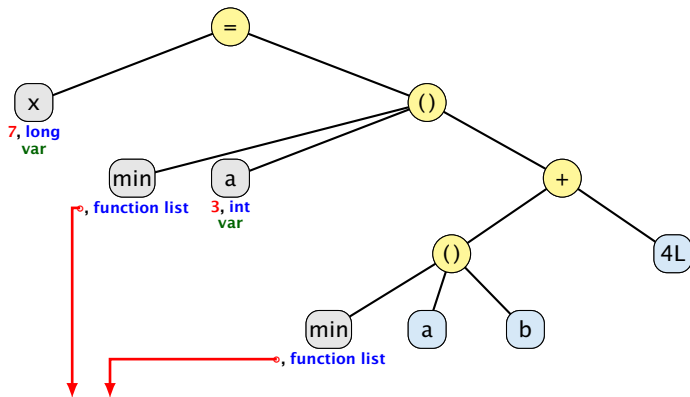 =
x
7, long
var
()
min
, function list
a
3, int
var
+
()
4L
min
, function list
a
b